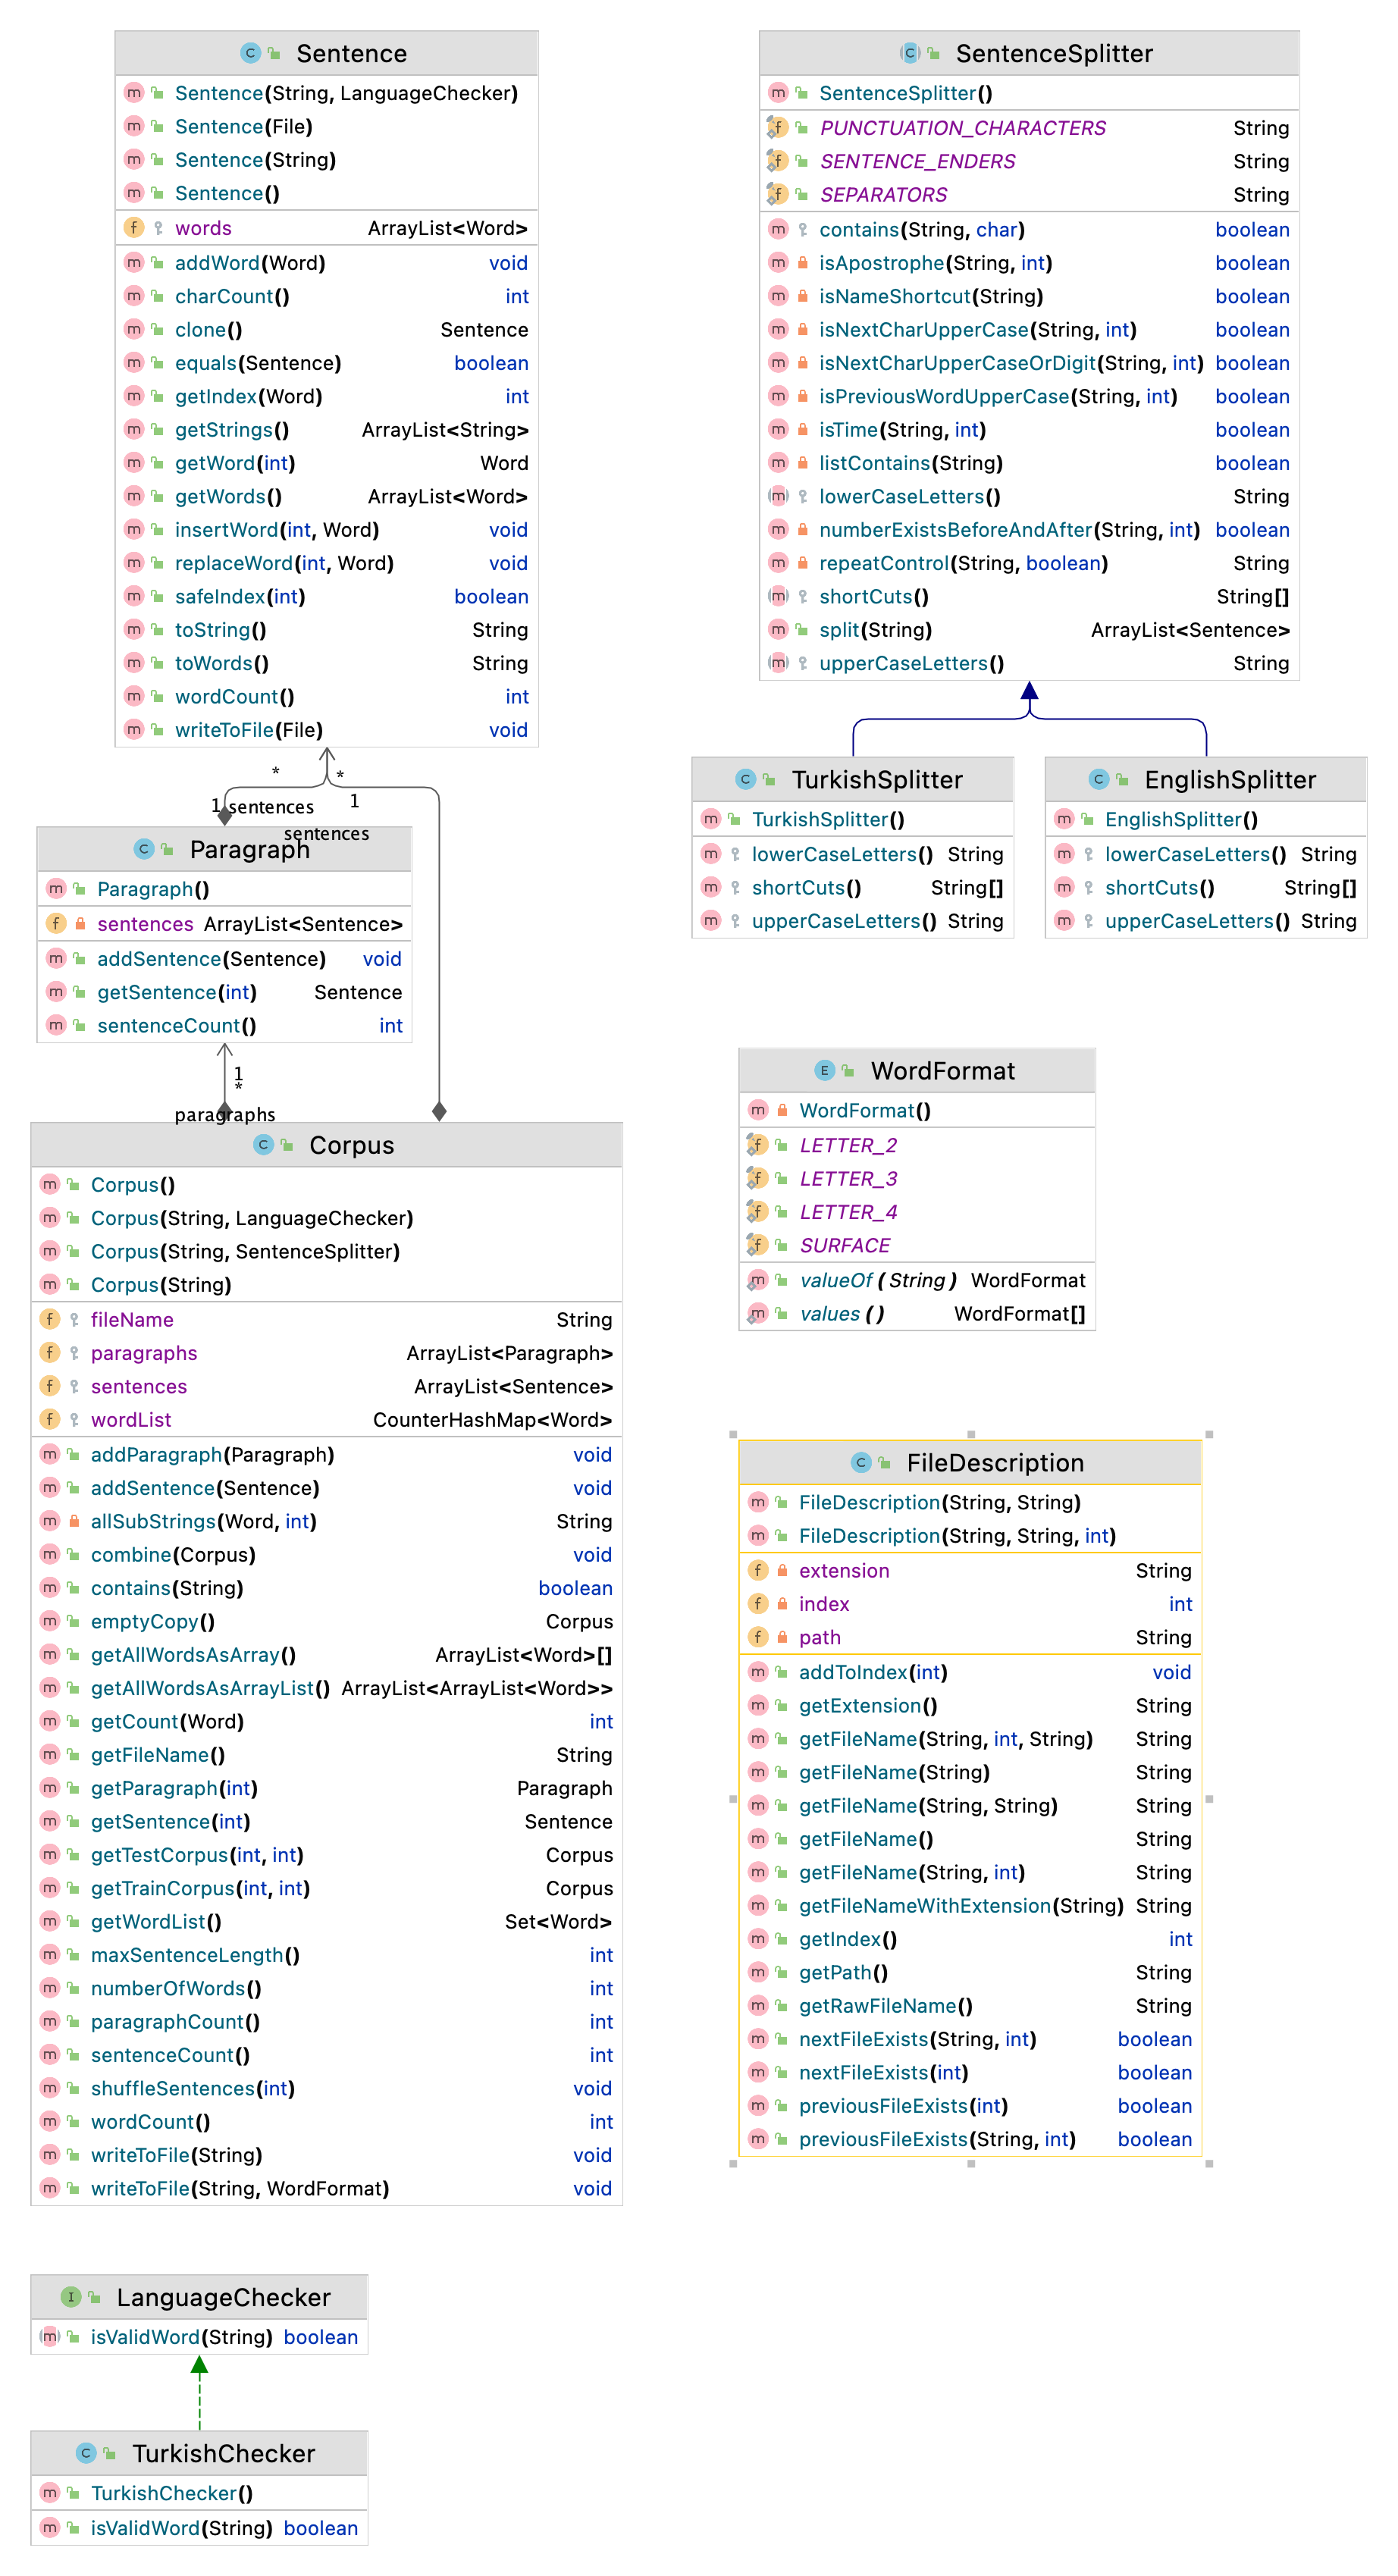 Sentence
Sentence(String, LanguageChecker)
Sentence(File)
Sentence(String)
Sentence()
words ArrayList<Word>
addWord(Word) void
charCount() int
clone() Sentence
equals(Sentence) boolean
getIndex(Word) int
getStrings() ArrayList<String>
getWord(int) Word
getWords() ArrayList<Word>
insertWord(int, Word) void
replaceWord(int, Word) void
safeIndex(int) boolean
toString() String
toWords() String
wordCount() int
writeToFile(File) void
* *
1 sentences 1
sentences
Paragraph
Paragraph()
sentences ArrayList<Sentence>
addSentence(Sentence) void
getSentence(int) Sentence
sentenceCount() int
1
*
paragraphs
Corpus
Corpus()
Corpus(String, LanguageChecker)
Corpus(String, SentenceSplitter)
Corpus(String)
fileName String
paragraphs ArrayList<Paragraph>
sentences ArrayList<Sentence>
wordList CounterHashMap<Word>
addParagraph(Paragraph) void
addSentence(Sentence) void
allSubStrings(Word, int) String
combine(Corpus) void
contains(String) boolean
emptyCopy() Corpus
getAllWordsAsArray() ArrayList<Word>[]
getAllWordsAsArrayList() ArrayList<ArrayList<Word>>
getCount(Word) int
getFileName() String
getParagraph(int) Paragraph
getSentence(int) Sentence
getTestCorpus(int, int) Corpus
getTrainCorpus(int, int) Corpus
getWordList() Set<Word>
maxSentenceLength() int
numberOfWords() int
paragraphCount() int
sentenceCount() int
shuffleSentences(int) void
wordCount() int
writeToFile(String) void
writeToFile(String, WordFormat) void
LanguageChecker
isValidWord(String) boolean
TurkishChecker
TurkishChecker()
isValidWord(String) boolean
SentenceSplitter
SentenceSplitter()
PUNCTUATION_CHARACTERS String
SENTENCE_ENDERS String
SEPARATORS String
contains(String, char) boolean
isApostrophe(String, int) boolean
isNameShortcut(String) boolean
isNextCharUpperCase(String, int) boolean
isNextCharUpperCaseOrDigit(String, int) boolean
isPreviousWordUpperCase(String, int) boolean
isTime(String, int) boolean
listContains(String) boolean
lowerCaseLetters() String
numberExistsBeforeAndAfter(String, int) boolean
repeatControl(String, boolean) String
shortCuts() String[]
split(String) ArrayList<Sentence>
upperCaseLetters() String
TurkishSplitter
TurkishSplitter()
lowerCaseLetters() String
shortCuts() String[]
upperCaseLetters() String
EnglishSplitter
EnglishSplitter()
lowerCaseLetters() String
shortCuts() String[]
upperCaseLetters() String
WordFormat
WordFormat()
LETTER_2
LETTER_3
LETTER_4
SURFACE
valueOf(String) WordFormat
values() WordFormat[]
FileDescription
FileDescription(String, String)
FileDescription(String, String, int)
extension String
index int
path String
addToIndex(int) void
getExtension() String
getFileName(String, int, String) String
getFileName(String) String
getFileName(String, String) String
getFileName() String
getFileName(String, int) String
getFileNameWithExtension(String) String
getIndex() int
getPath() String
getRawFileName() String
nextFileExists(String, int) boolean
nextFileExists(int) boolean
previousFileExists(int) boolean
previousFileExists(String, int) boolean